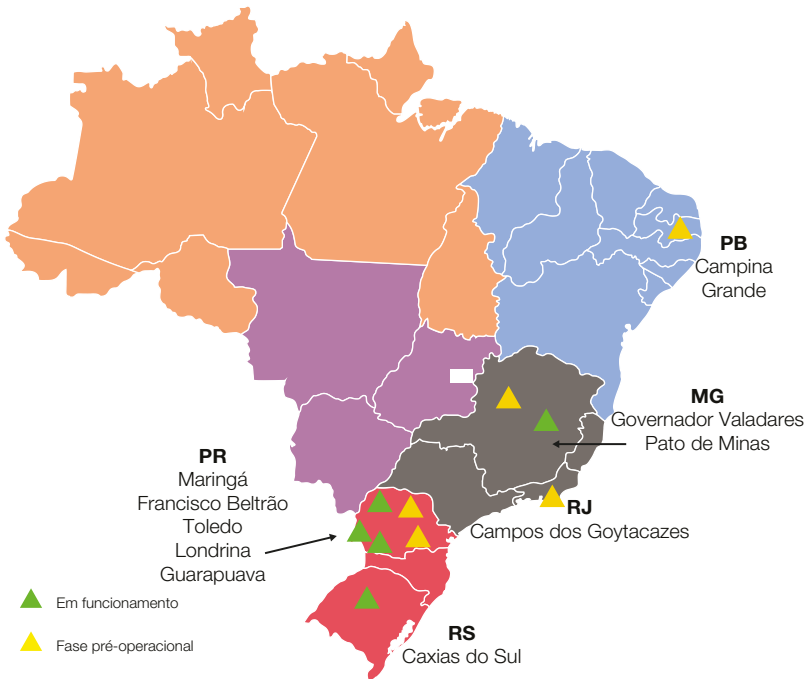 PB
Campina
Grande
MG
Governador Valadares
Pato de Minas
PR
Maringá
Francisco Beltrão
Toledo
Londrina
Guarapuava
RJ
Campos dos Goytacazes
Em funcionamento
Fase pré-operacional
RS
Caxias do Sul